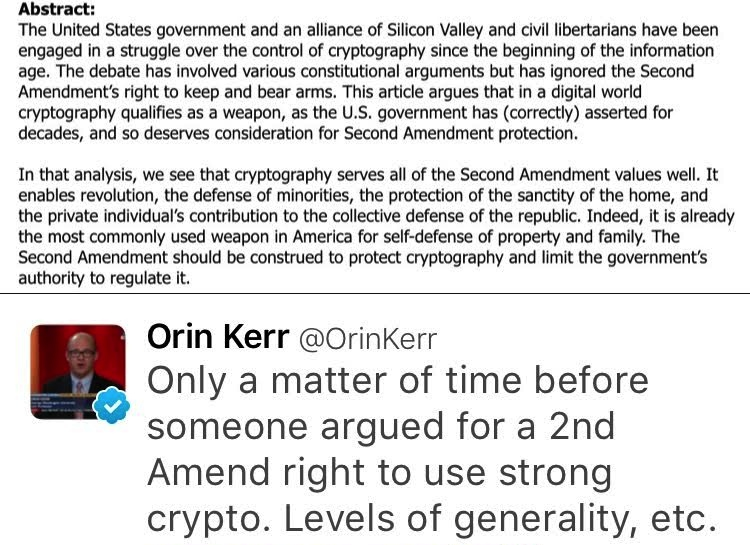 Abstract:
The United States government and an alliance of Silicon Valley and civil libertarians have been
engaged in a struggle over the control of cryptography since the beginning of the information
age. The debate has involved various constitutional arguments but has ignored the Second
Amendment's right to keep and bear arms. This article argues that in a digital world
cryptography qualifies as a weapon, as the U.S. government has (correctly) asserted for
decades, and so deserves consideration for Second Amendment protection.
In that analysis, we see that cryptography serves all of the Second Amendment values well. It
enables revolution, the defense of minorities, the protection of the sanctity of the home, and
the private individual's contribution to the collective defense of the republic. Indeed, it is already
the most commonly used weapon in America for self-defense of property and family. The
Second Amendment should be construed to protect cryptography and limit the government's
authority to regulate it.
Orin Kerr @OrinKerr
Only a matter of time before
someone argued for a 2nd
Amend right to use strong
crypto. Levels of generality, etc.